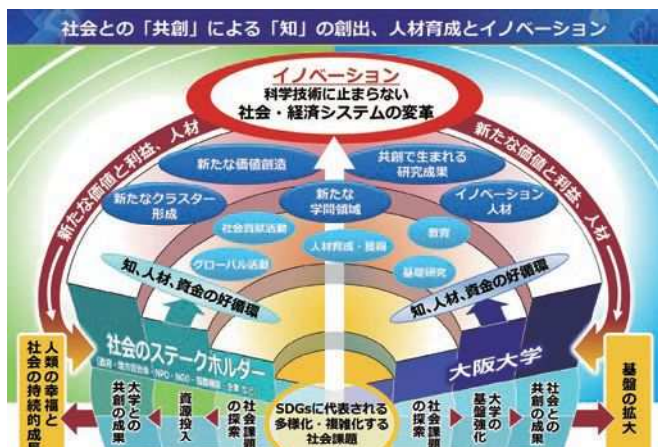 社会との「共創」による「知」の創出、人材育成とイノベーション
イノベーション
科学技術に止まらない
社会・経済システムの変革
新たな価値と利益、人材
新たな価値と利益、人材
新たな価値創造
共創で生まれる
研究成果
新たなクラスター
形成
新たな
学問領域
イノベーション
人材
社会貢献活動
人材育成・獲得
教育
グローバル活動
基礎研究
知、人材、資金の好循環
知、人材、資金の好循環
社会のステークホルダー
大阪大学
人類の幸福と
社会の持続的成
大学との
共創の成果
資源投入
社会課題
の探索
SDGsに代表される
多様化・複雑化する
社会課題
社会課題
の探索
大学の
基盤強化
社会との
共創の成果
基盤の拡大